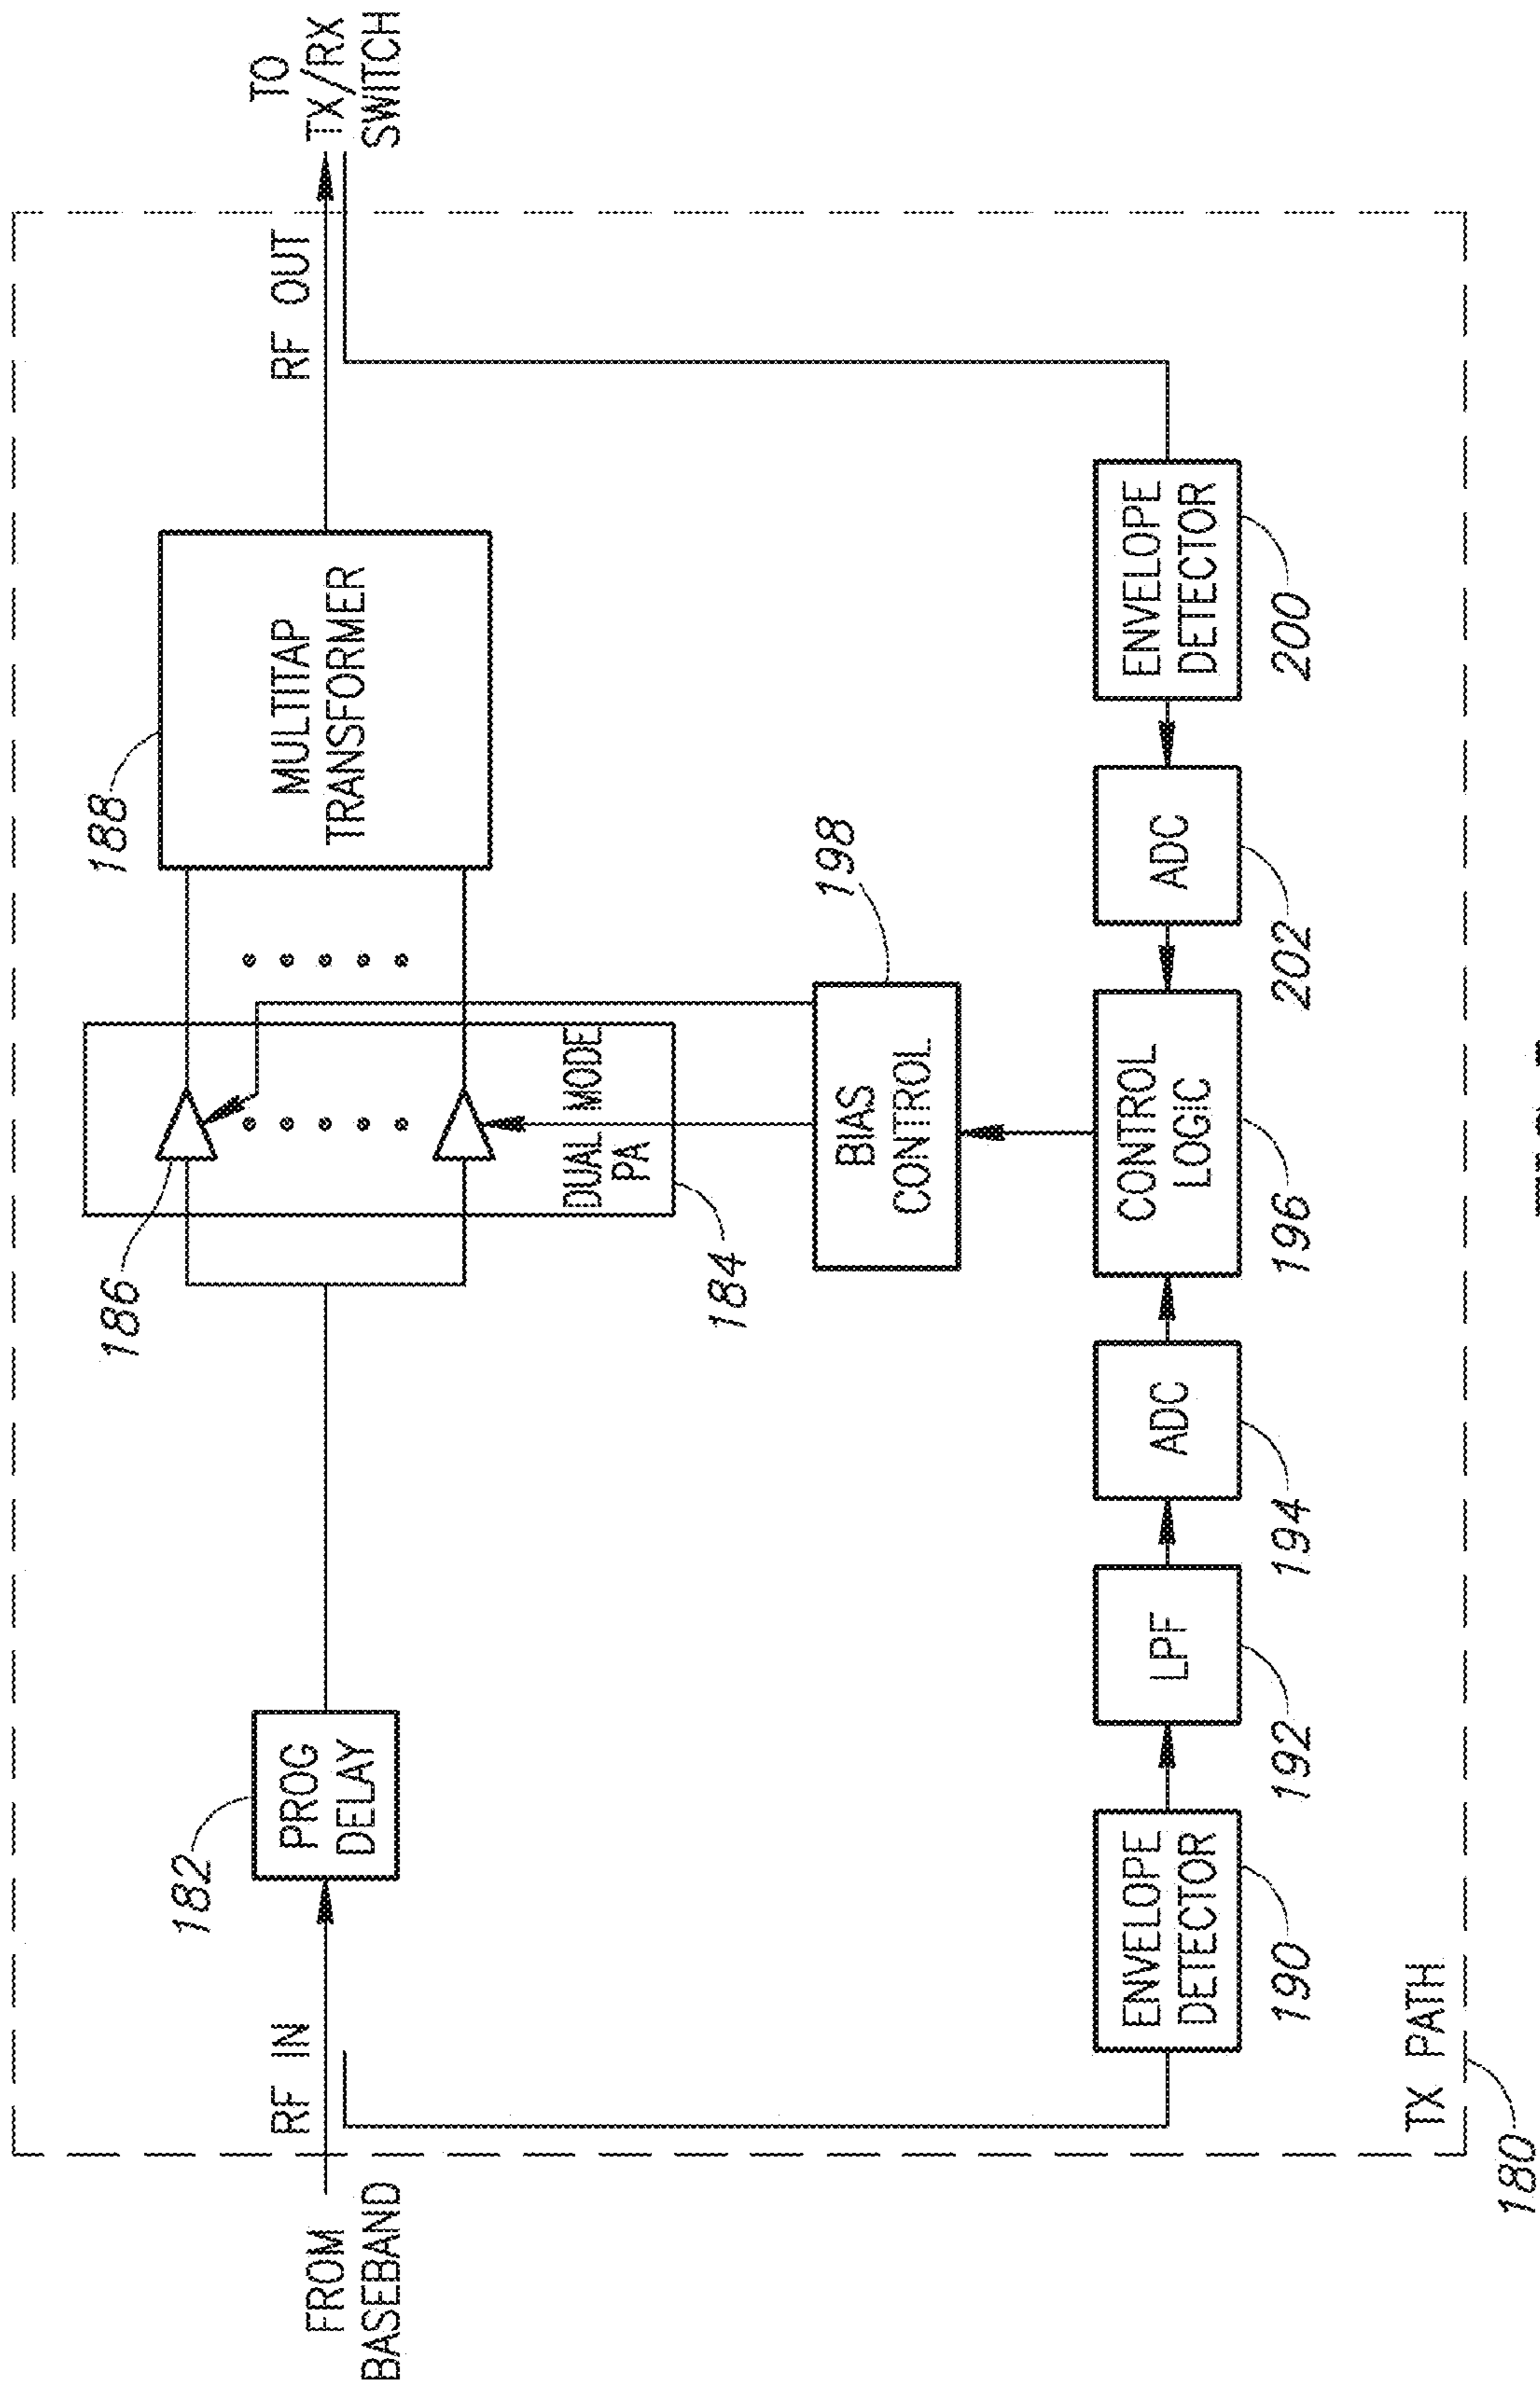 TO
TX/RX
SWITCH
RF OUT
188
MULTITAP
TRANSFORMER
186
DUAL MODE
PA
184
198
BIAS
CONTROL
182
PROG
DELAY
RF IN
FROM
BASEBAND
ENVELOPE
DETECTOR
190
LPF
192
ADC
194
CONTROL
LOGIC
196
ADC
202
ENVELOPE
DETECTOR
200
TX PATH
180